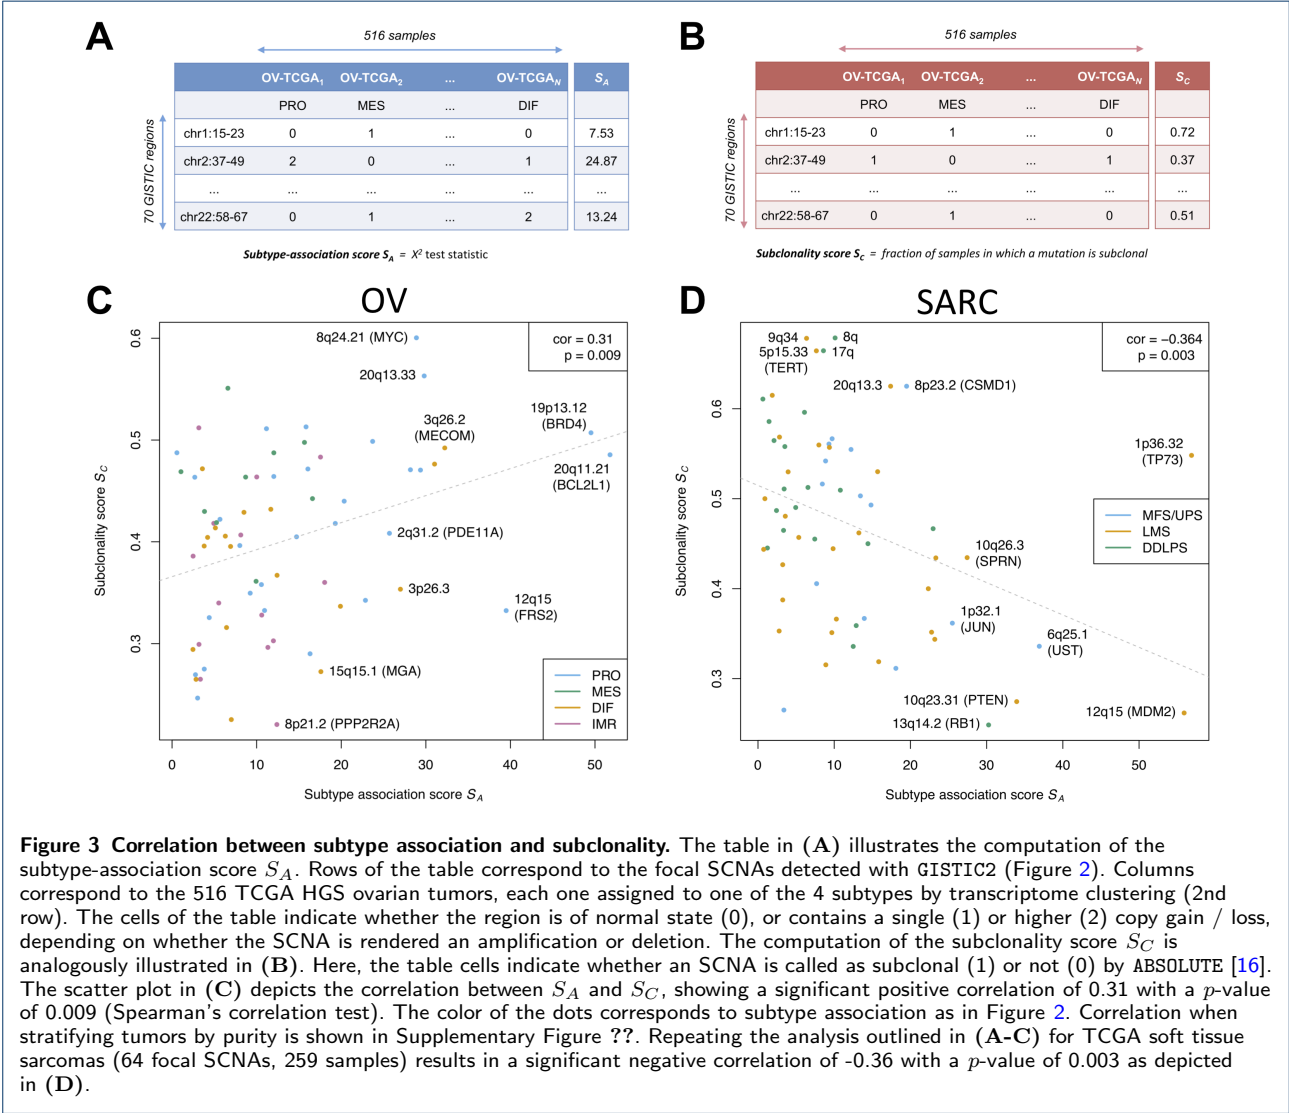 A
516 samples
70 GISTIC regions
OV-TCGA1 OV-TCGA2 ... OV-TCGAN SA
PRO MES ... DIF
chr1:15-23 0 1 ... 0 7.53
chr2:37-49 2 0 ... 1 24.87
... ... ... ... ... ...
chr22:58-67 0 1 ... 2 13.24
Subtype-association score SA = X² test statistic
B
516 samples
70 GISTIC regions
OV-TCGA1 OV-TCGA2 ... OV-TCGAN SC
PRO MES ... DIF
chr1:15-23 0 1 ... 0 0.72
chr2:37-49 1 0 ... 1 0.37
... ... ... ... ... ...
chr22:58-67 0 1 ... 0 0.51
Subclonality score SC = fraction of samples in which a mutation is subclonal
C
OV
cor = 0.31
p = 0.009
8q24.21 (MYC)
20q13.33
3q26.2
(MECOM)
19p13.12
(BRD4)
20q11.21
(BCL2L1)
2q31.2 (PDE11A)
3p26.3
12q15
(FRS2)
15q15.1 (MGA)
8p21.2 (PPP2R2A)
PRO
MES
DIF
IMR
0.6
0.5
0.4
0.3
Subclonality score SC
0 10 20 30 40 50
Subtype association score SA
D
SARC
cor = −0.364
p = 0.003
9q34
8q
5p15.33
(TERT)
17q
20q13.3
8p23.2 (CSMD1)
1p36.32
(TP73)
MFS/UPS
LMS
DDLPS
10q26.3
(SPRN)
1p32.1
(JUN)
6q25.1
(UST)
10q23.31 (PTEN)
13q14.2 (RB1)
12q15 (MDM2)
0.6
0.5
0.4
0.3
Subclonality score SC
0 10 20 30 40 50
Subtype association score SA
Figure 3 Correlation between subtype association and subclonality. The table in (A) illustrates the computation of the
subtype-association score SA. Rows of the table correspond to the focal SCNAs detected with GISTIC2 (Figure 2). Columns
correspond to the 516 TCGA HGS ovarian tumors, each one assigned to one of the 4 subtypes by transcriptome clustering (2nd
row). The cells of the table indicate whether the region is of normal state (0), or contains a single (1) or higher (2) copy gain / loss,
depending on whether the SCNA is rendered an amplification or deletion. The computation of the subclonality score SC is
analogously illustrated in (B). Here, the table cells indicate whether an SCNA is called as subclonal (1) or not (0) by ABSOLUTE [16].
The scatter plot in (C) depicts the correlation between SA and SC, showing a significant positive correlation of 0.31 with a p-value
of 0.009 (Spearman's correlation test). The color of the dots corresponds to subtype association as in Figure 2. Correlation when
stratifying tumors by purity is shown in Supplementary Figure ??. Repeating the analysis outlined in (A-C) for TCGA soft tissue
sarcomas (64 focal SCNAs, 259 samples) results in a significant negative correlation of -0.36 with a p-value of 0.003 as depicted
in (D).